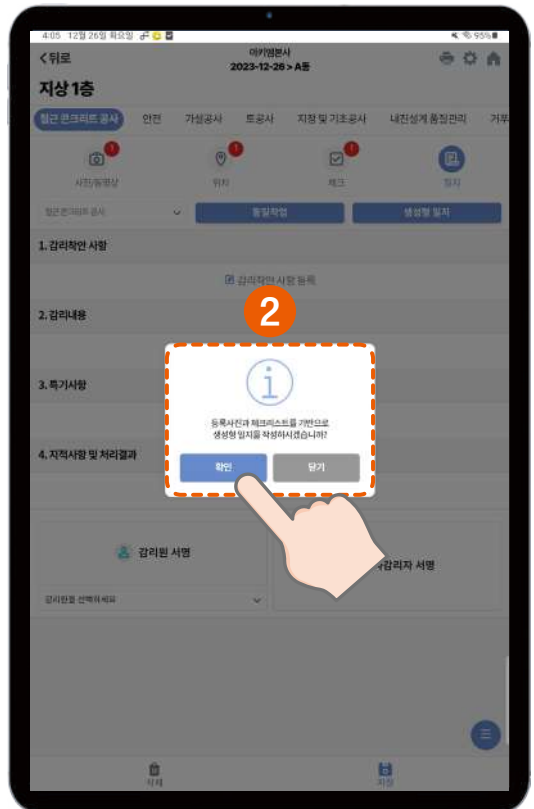 4:05 12월 26일 화요일
95%
< 뒤로
아키엠본사
2023-12-26 > A동
지상 1층
철근 콘크리트 공사 안전 가설공사 토공사 지정 및 기초공사 내진설계 품질관리 거푸
사진/동영상 위치 체크 일지
철근 콘크리트 공사 동일작업 생성형 일지
1. 감리착안 사항
감리착안 사항 등록
2. 감리내용
2
3. 특기사항
등록사진과 체크리스트를 기반으로
생성형 일지를 작성하시겠습니까?
확인 닫기
4. 지적사항 및 처리결과
감리원 서명
감리자 서명
감리원을 선택하세요
삭제 저장